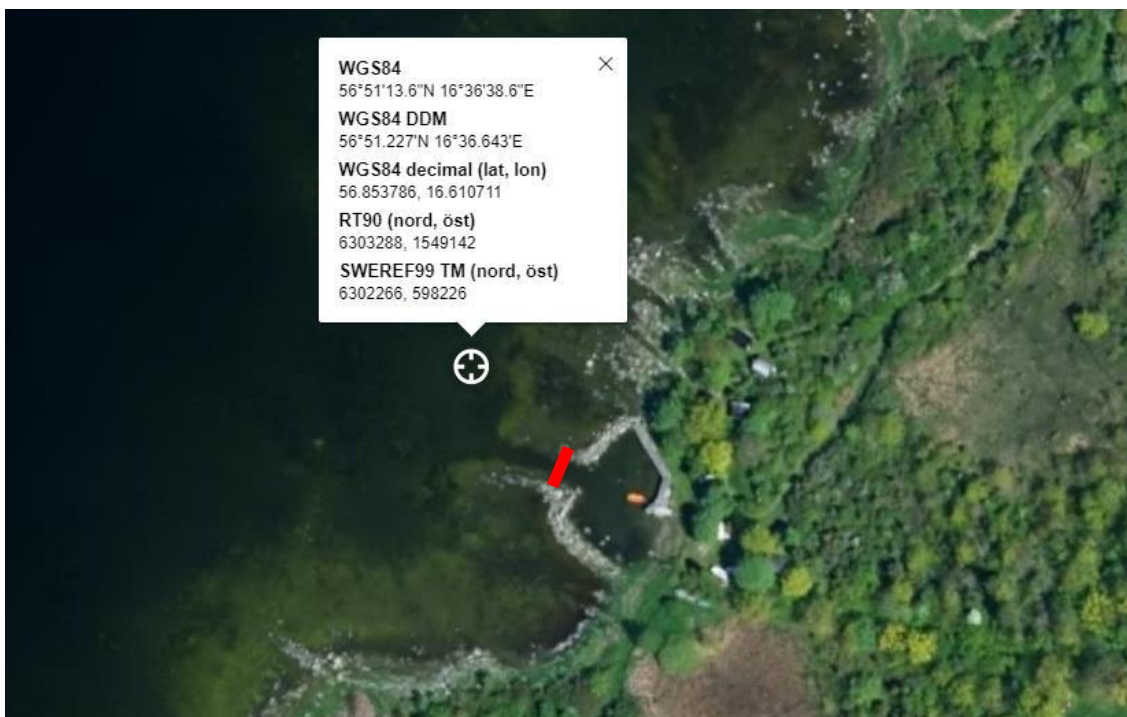 WGS84
56°51'13.6"N 16°36'38.6"E
WGS84 DDM
56°51.227'N 16°36.643'E
WGS84 decimal (lat, lon)
56.853786, 16.610711
RT90 (nord, öst)
6303288, 1549142
SWEREF99 TM (nord, öst)
6302266, 598226